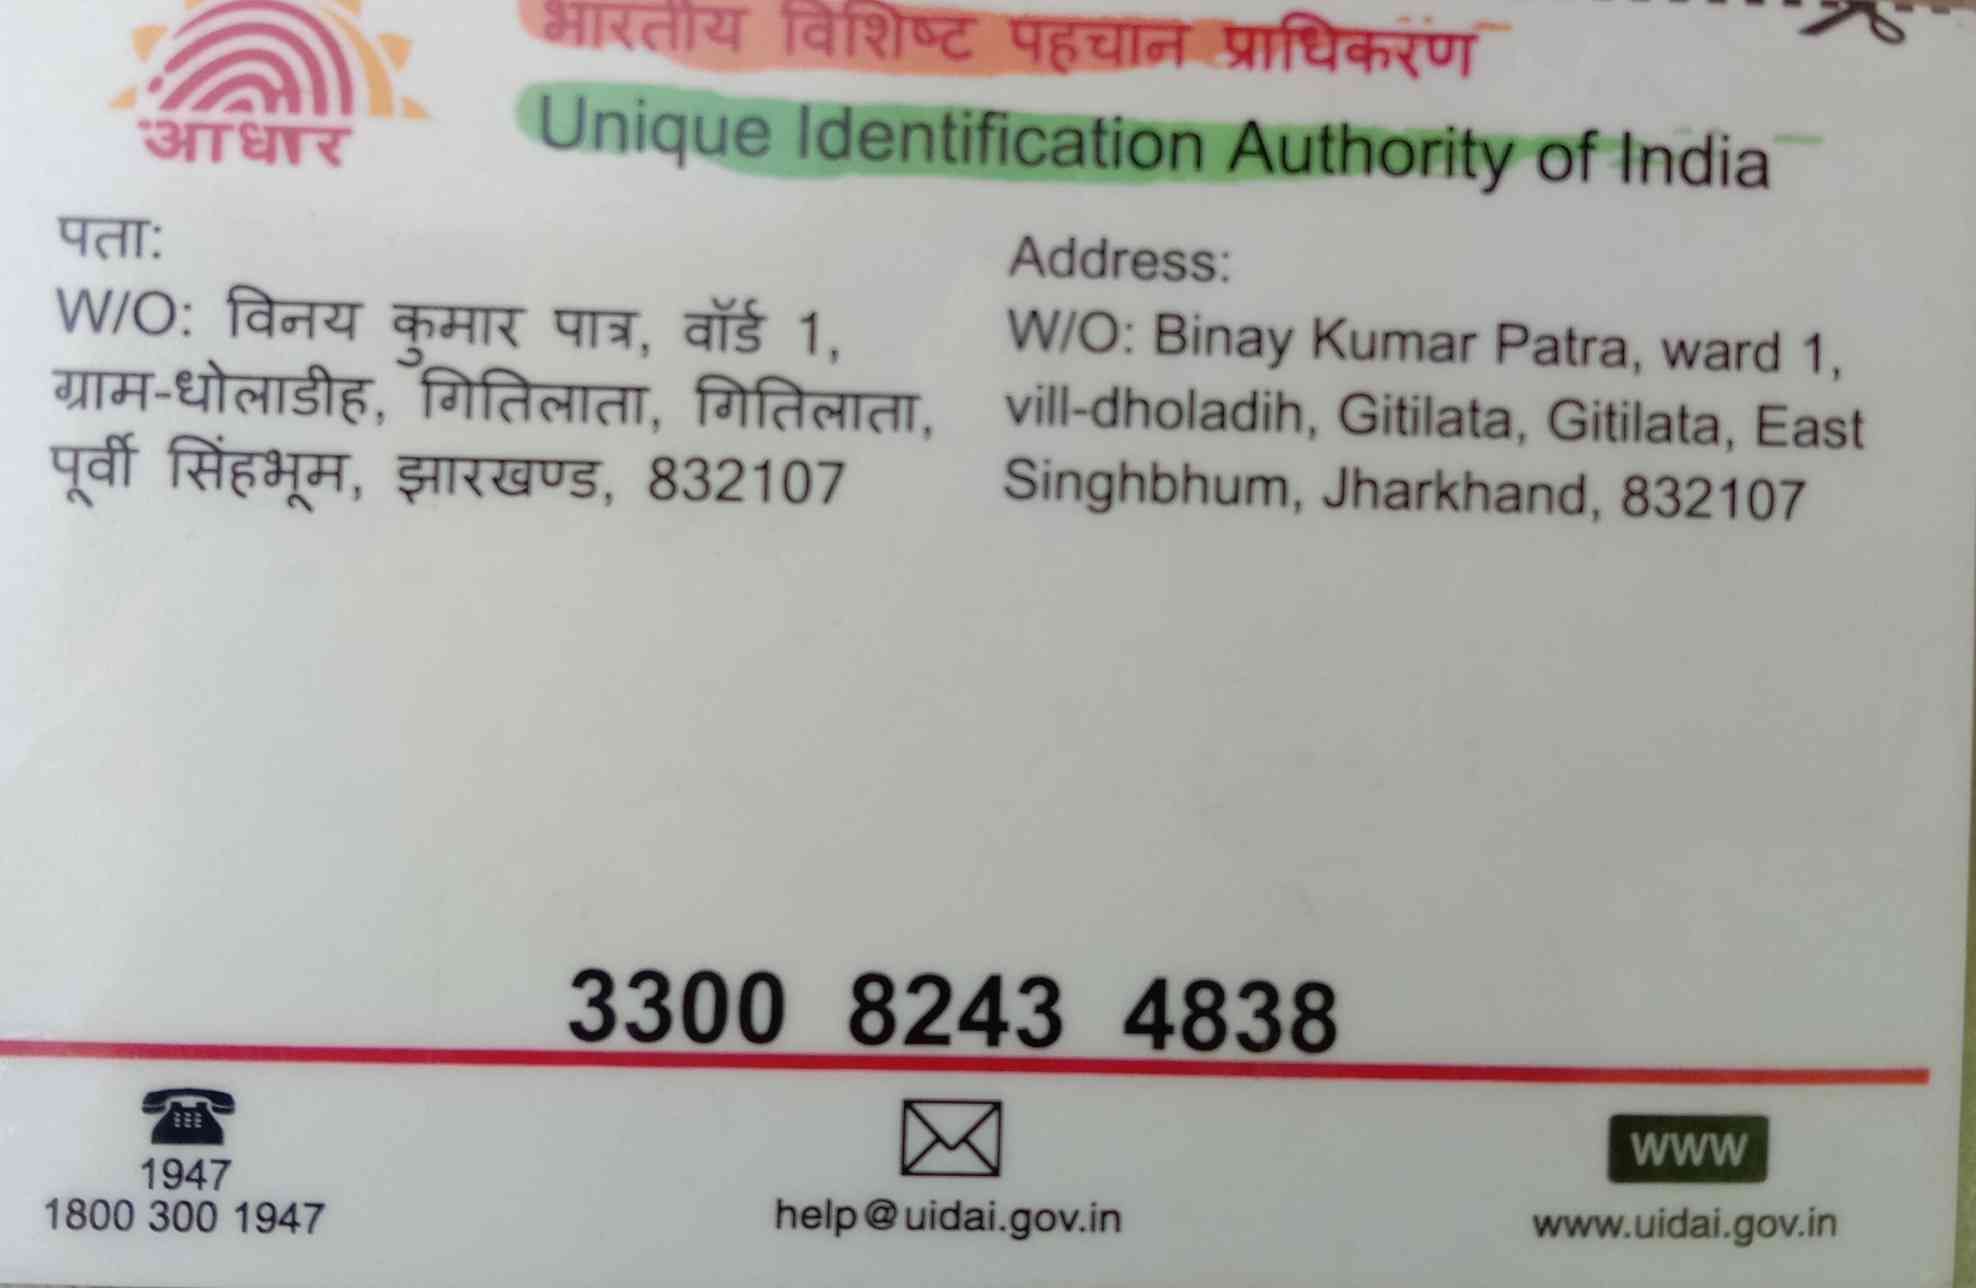 भारतीय विशिष्ट पहचान प्राधिकरण
आधार
Unique Identification Authority of India
पता:
W/O: विनय कुमार पात्र, वॉर्ड 1,
ग्राम-धोलाडीह, गितिलाता, गितिलाता,
पूर्वी सिंहभूम, झारखण्ड, 832107
Address:
W/O: Binay Kumar Patra, ward 1,
vill-dholadih, Gitilata, Gitilata, East
Singhbhum, Jharkhand, 832107
3300 8243 4838
1947
1800 300 1947
help@uidai.gov.in
www
www.uidai.gov.in